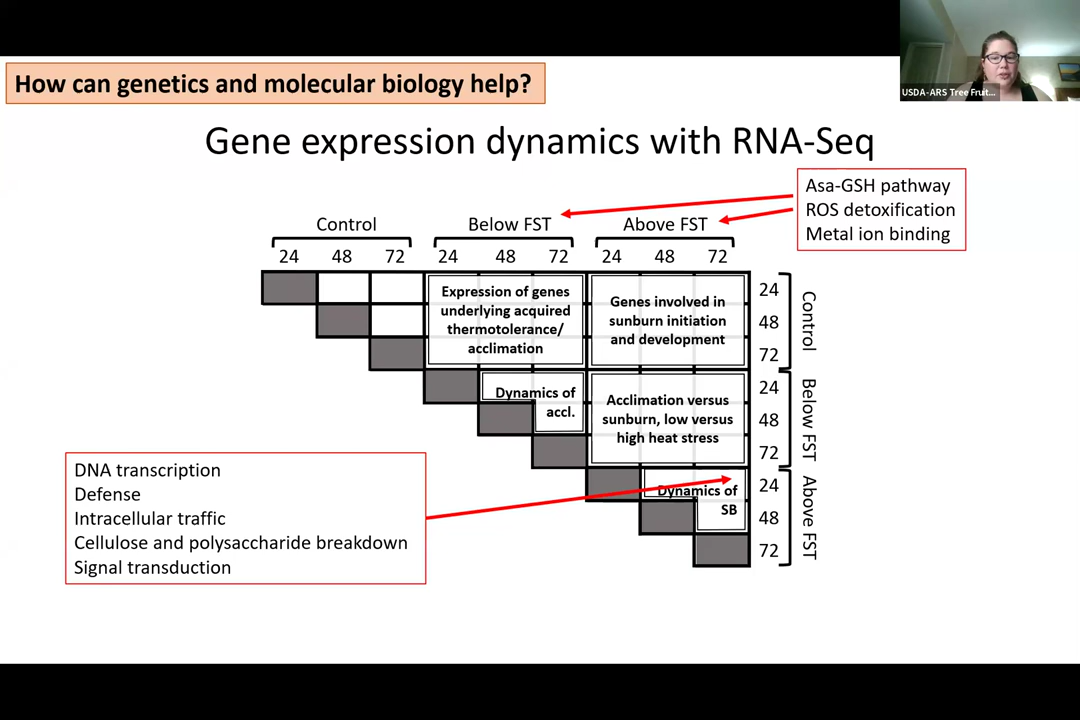 How can genetics and molecular biology help?
USDA-ARS Tree Fruit...
Gene expression dynamics with RNA-Seq
Asa-GSH pathway
ROS detoxification
Metal ion binding
Control
Below FST
Above FST
24 48 72 24 48 72 24 48 72
Expression of genes
underlying acquired
thermotolerance/
acclimation
Genes involved in
sunburn initiation
and development
24
48
72
Control
Dynamics of
accl.
Acclimation versus
sunburn, low versus
high heat stress
24
48
72
Below FST
Dynamics of
SB
24
48
72
Above FST
DNA transcription
Defense
Intracellular traffic
Cellulose and polysaccharide breakdown
Signal transduction